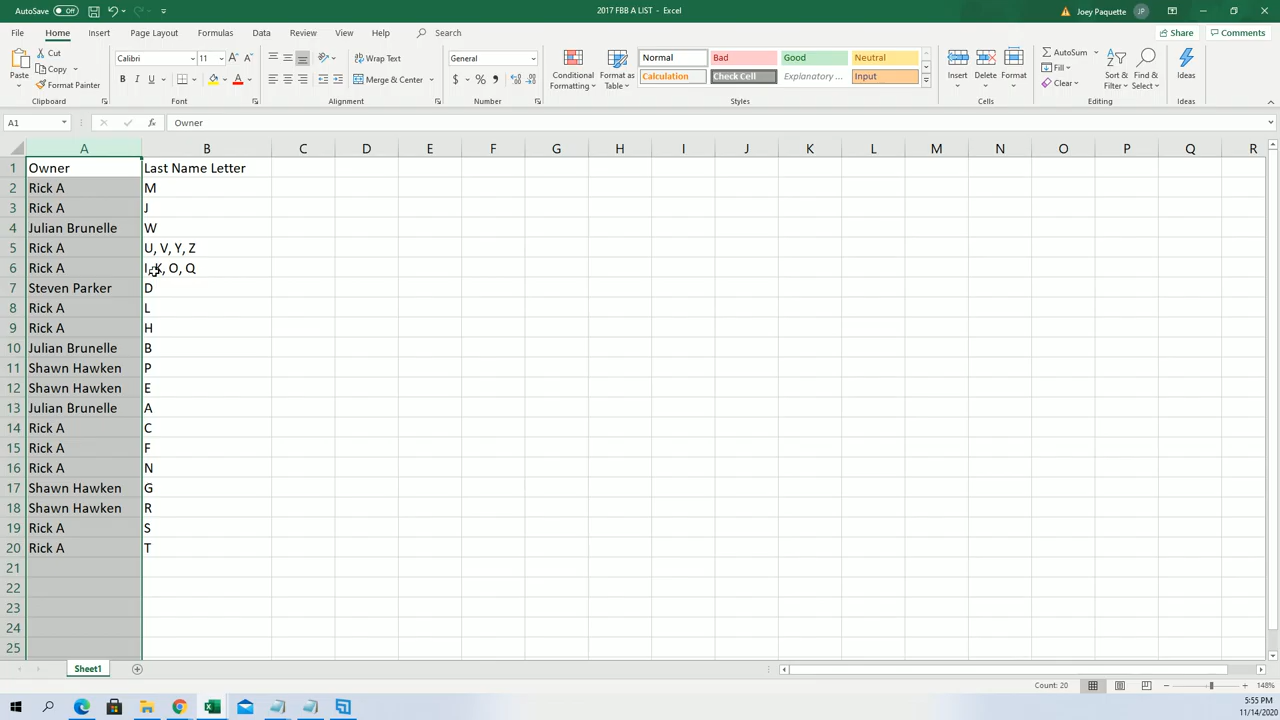 AutoSave Off 2017 FBB A LIST - Excel Joey Paquette JP
File Home Insert Page Layout Formulas Data Review View Help Search Share Comments
Paste Cut Copy Format Painter Clipboard
Calibri 11 A A B I U A Font
ab Wrap Text Merge & Center Alignment
General $ % , Number
Conditional Formatting Format as Table
Normal Bad Good Neutral
Calculation Check Cell Explanatory ... Input
Styles
Insert Delete Format Cells
AutoSum Fill Clear Sort & Filter Find & Select Editing
Ideas Ideas
A1 fx Owner
A B C D E F G H I J K L M N O P Q R
1 Owner Last Name Letter
2 Rick A M
3 Rick A J
4 Julian Brunelle W
5 Rick A U, V, Y, Z
6 Rick A I, K, O, Q
7 Steven Parker D
8 Rick A L
9 Rick A H
10 Julian Brunelle B
11 Shawn Hawken P
12 Shawn Hawken E
13 Julian Brunelle A
14 Rick A C
15 Rick A F
16 Rick A N
17 Shawn Hawken G
18 Shawn Hawken R
19 Rick A S
20 Rick A T
21
22
23
24
25
Sheet1
Count: 20 148%
5:55 PM
11/14/2020